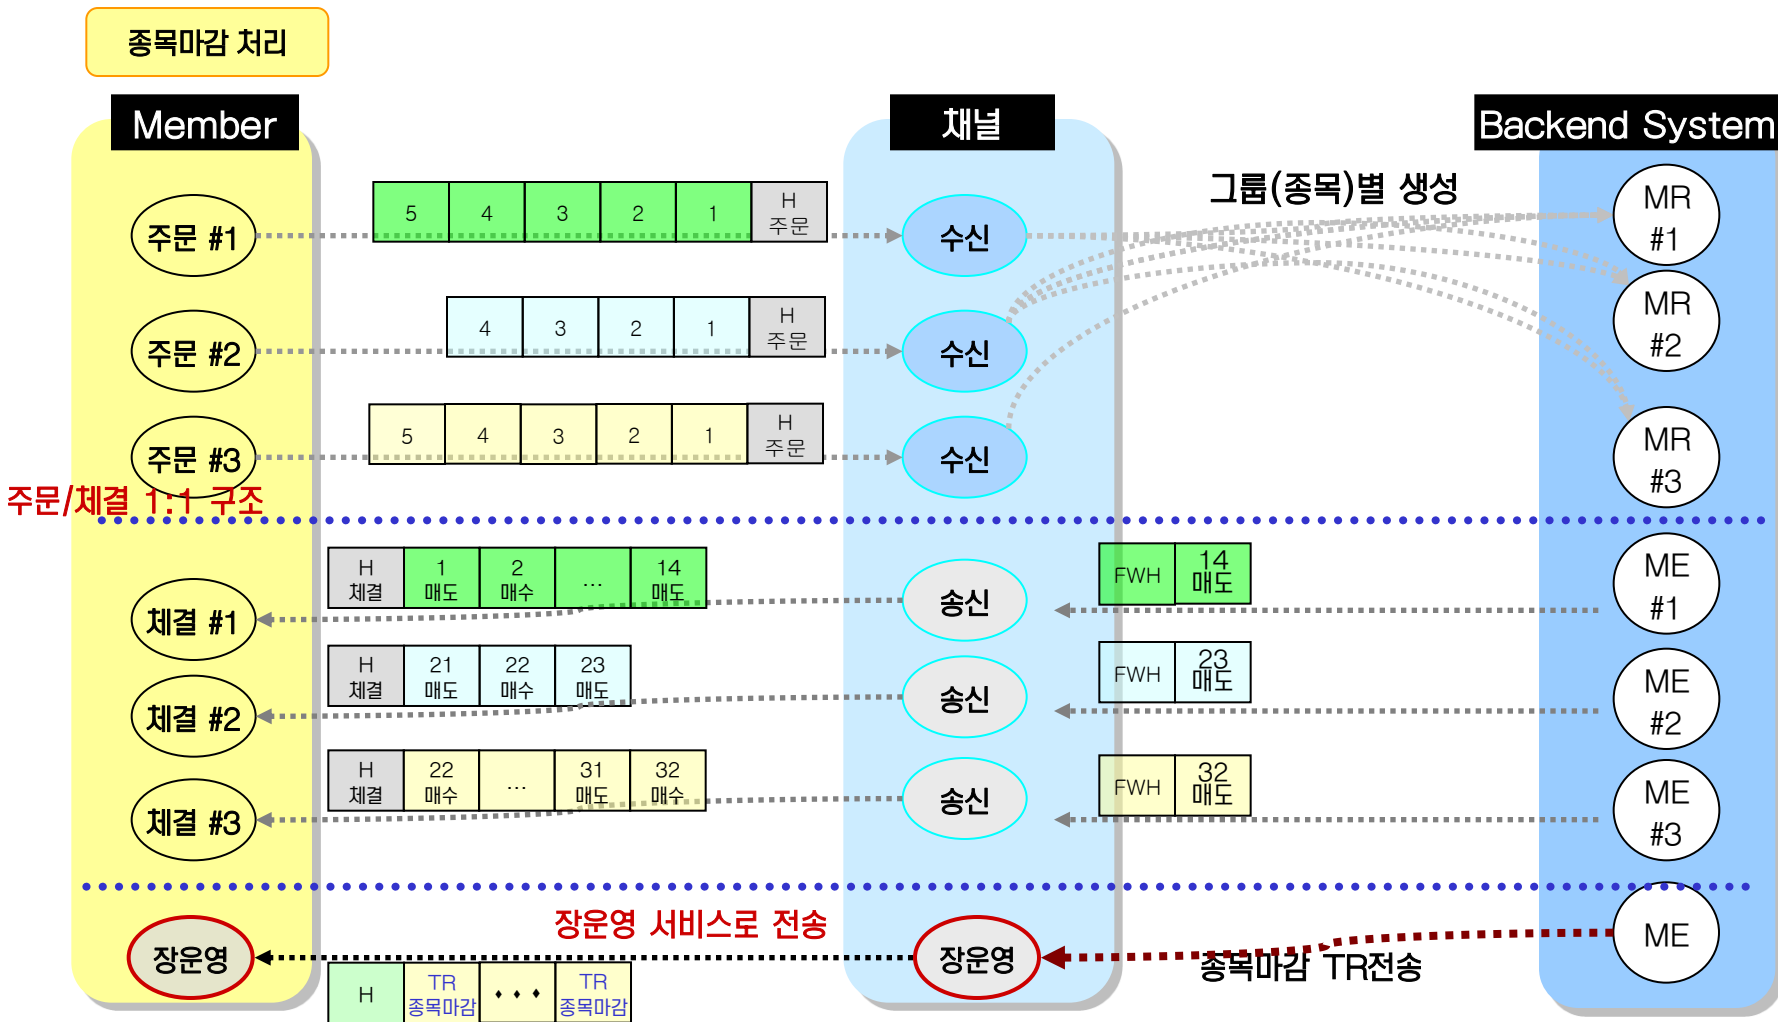 종목마감 처리
Member
채널
Backend System
주문 #1
5 4 3 2 1 H 주문
수신
그룹(종목)별 생성
MR #1
주문 #2
4 3 2 1 H 주문
수신
MR #2
주문 #3
5 4 3 2 1 H 주문
수신
MR #3
주문/체결 1:1 구조
체결 #1
H 체결 1 매도 2 매수 ... 14 매도
송신
FWH 14 매도
ME #1
체결 #2
H 체결 21 매도 22 매수 23 매도
송신
FWH 23 매도
ME #2
체결 #3
H 체결 22 매수 ... 31 매도 32 매수
송신
FWH 32 매도
ME #3
장운영 서비스로 전송
장운영
장운영
ME
종목마감 TR전송
H TR 종목마감 ··· TR 종목마감